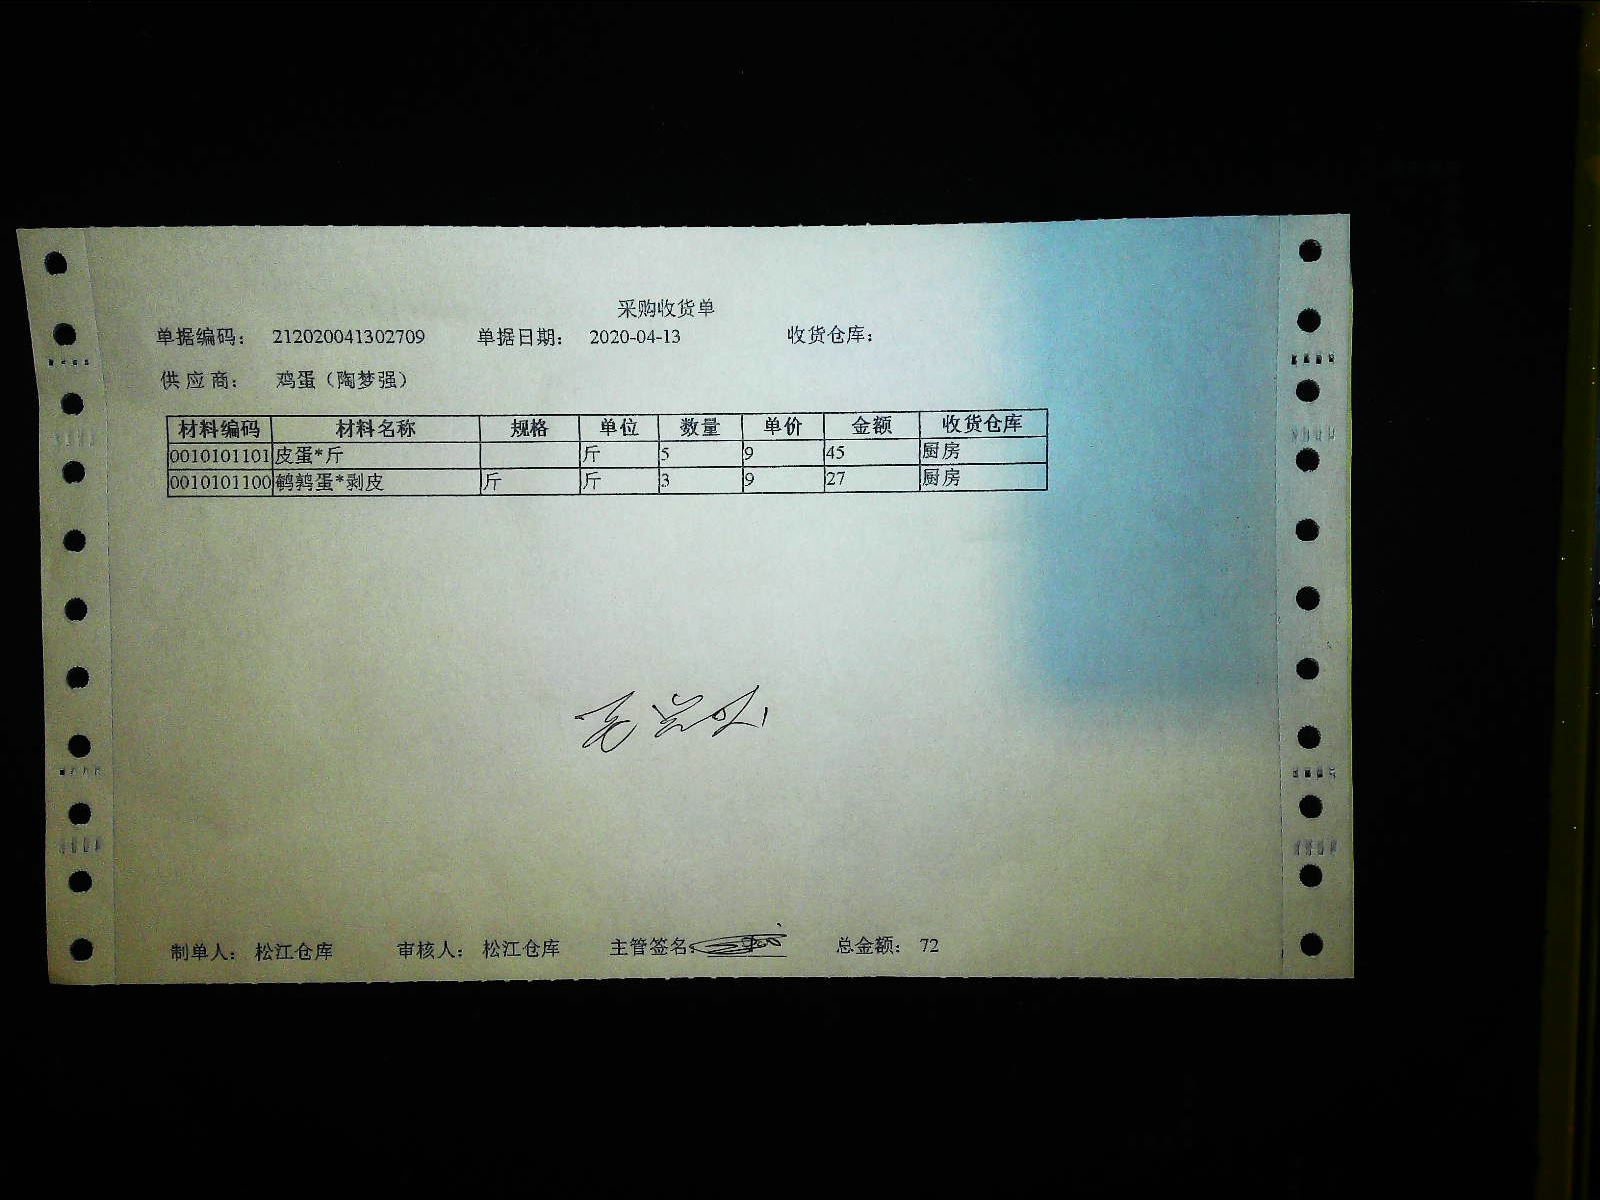 采购收货单
单据编码： 212020041302709 单据日期： 2020-04-13 收货仓库：
供应商： 鸡蛋（陶梦强）
材料编码 材料名称 规格 单位 数量 单价 金额 收货仓库
0010101101 皮蛋*斤 斤 5 9 45 厨房
0010101100 鹌鹑蛋*剥皮 斤 斤 3 9 27 厨房
制单人： 松江仓库 审核人： 松江仓库 主管签名： 总金额： 72